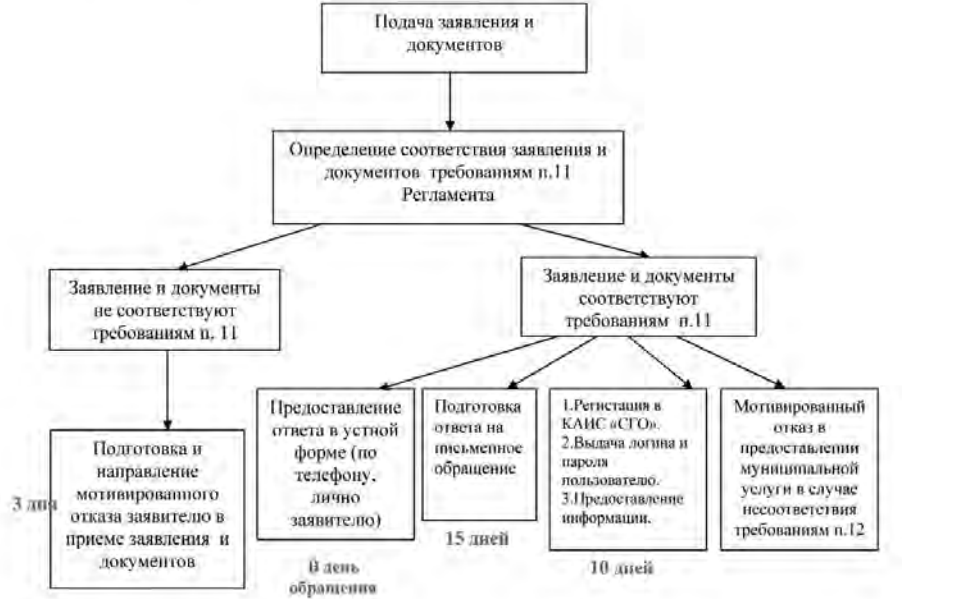 Подача заявления и
документов
Определение соответствия заявления и
документов требованиям п.11
Регламента
Заявление и документы
не соответствуют
требованиям п. 11
Заявление и документы
соответствуют
требованиям п.11
Подготовка и
направление
мотивированного
отказа заявителю в
приеме заявления и
документов
3 дня
Предоставление
ответа в устной
форме (по
телефону,
лично
заявителю)
В день
обращения
Подготовка
ответа на
письменное
обращение
15 дней
1.Регистация в
КАИС «СГО».
2.Выдача логина и
пароля
пользователю.
3.Предоставление
информации.
10 дней
Мотивированный
отказ в
предоставлении
муниципальной
услуги в случае
несоответствия
требованиям п.12